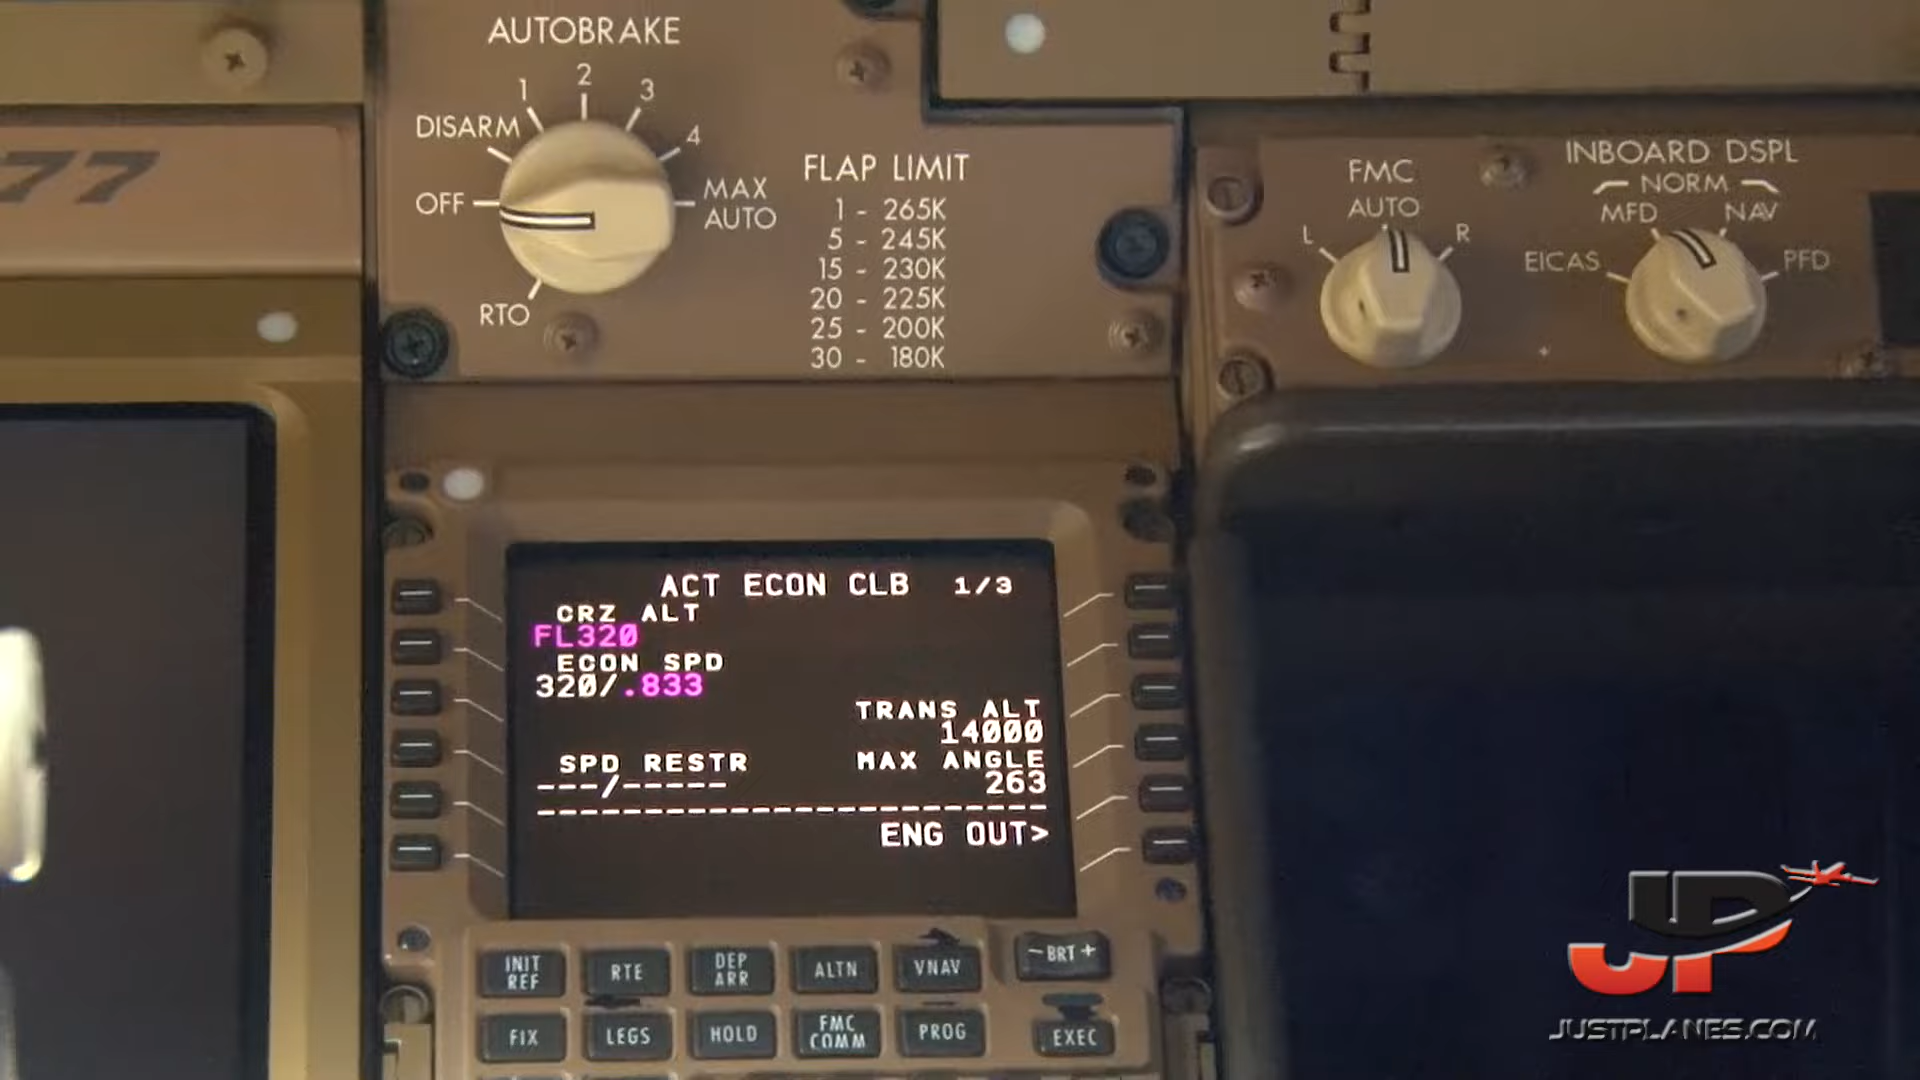 AUTOBRAKE
1
2
3
DISARM
4
OFF
MAX
AUTO
RTO
77
FLAP LIMIT
1 - 265K
5 - 245K
15 - 230K
20 - 225K
25 - 200K
30 - 180K
FMC
AUTO
L
R
INBOARD DSPL
NORM
MFD
NAV
EICAS
PFD
ACT ECON CLB 1/3
CRZ ALT
FL320
ECON SPD
320/.833
TRANS ALT
14000
SPD RESTR
MAX ANGLE
---/-----
263
------------------------
ENG OUT>
INIT
REF
RTE
DEP
ARR
ALTN
VNAV
- BRT +
FIX
LEGS
HOLD
FMC
COMM
PROG
EXEC
JP
JUSTPLANES.COM